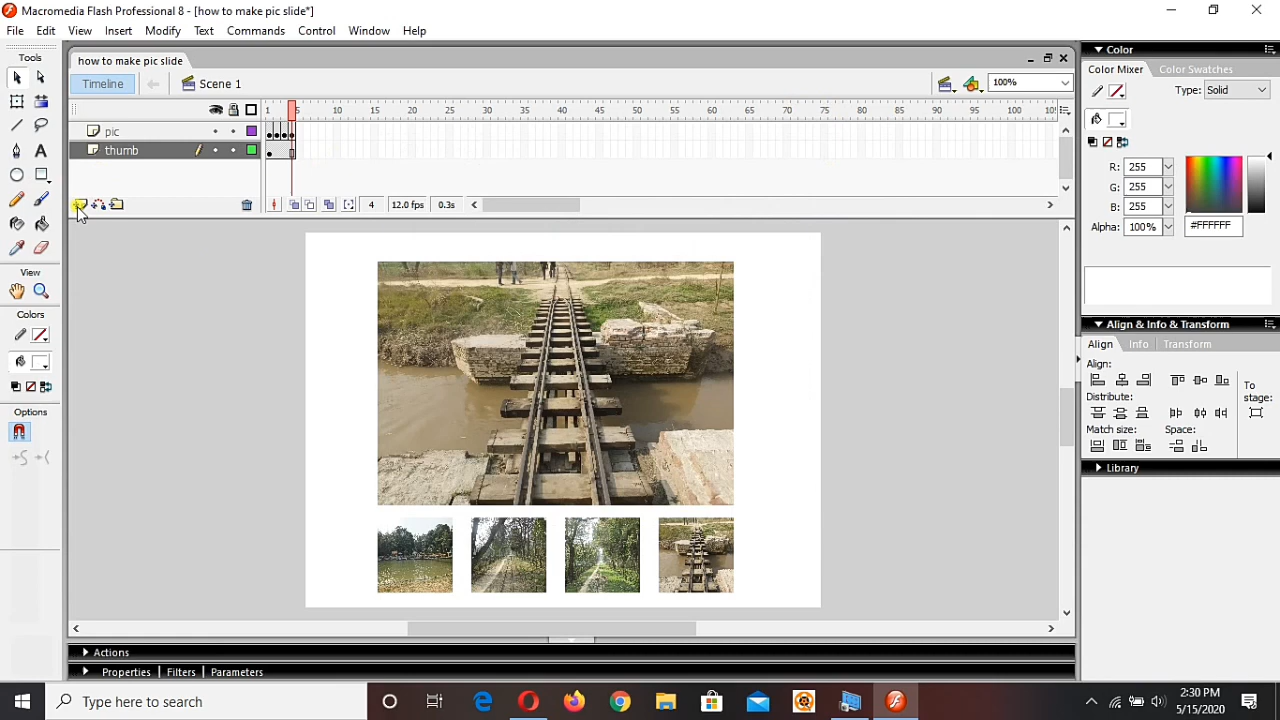 Macromedia Flash Professional 8 - [how to make pic slide*]
File Edit View Insert Modify Text Commands Control Window Help
Tools
View
Colors
Options
how to make pic slide
Timeline
Scene 1
100%
1 5 10 15 20 25 30 35 40 45 50 55 60 65 70 75 80 85 90 95 100 105
pic
thumb
4 12.0 fps 0.3s
Color
Color Mixer Color Swatches
Type: Solid
R: 255
G: 255
B: 255
Alpha: 100% #FFFFFF
Align & Info & Transform
Align Info Transform
Align:
To
stage:
Distribute:
Match size: Space:
Library
Actions
Properties Filters Parameters
Type here to search
2:30 PM
5/15/2020